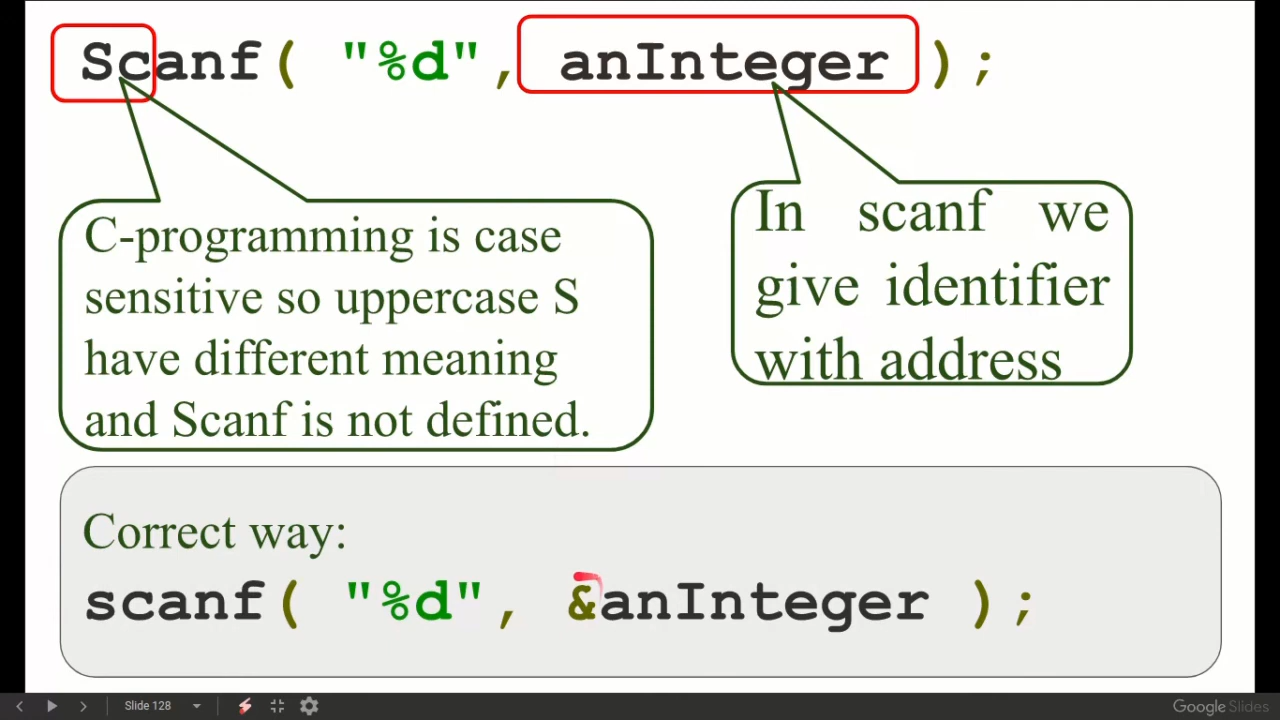 Scanf( "%d", anInteger );
C-programming is case
sensitive so uppercase S
have different meaning
and Scanf is not defined.
In scanf we
give identifier
with address
Correct way:
scanf( "%d", &anInteger );
Slide 128
Google Slides